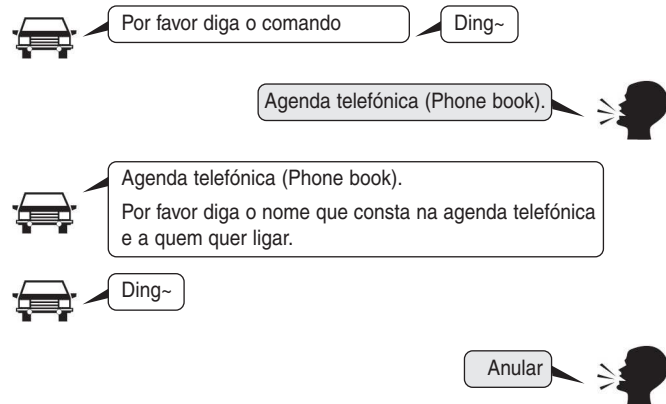 Por favor diga o comando
Ding~
Agenda telefónica (Phone book).
Agenda telefónica (Phone book).
Por favor diga o nome que consta na agenda telefónica
e a quem quer ligar.
Ding~
Anular